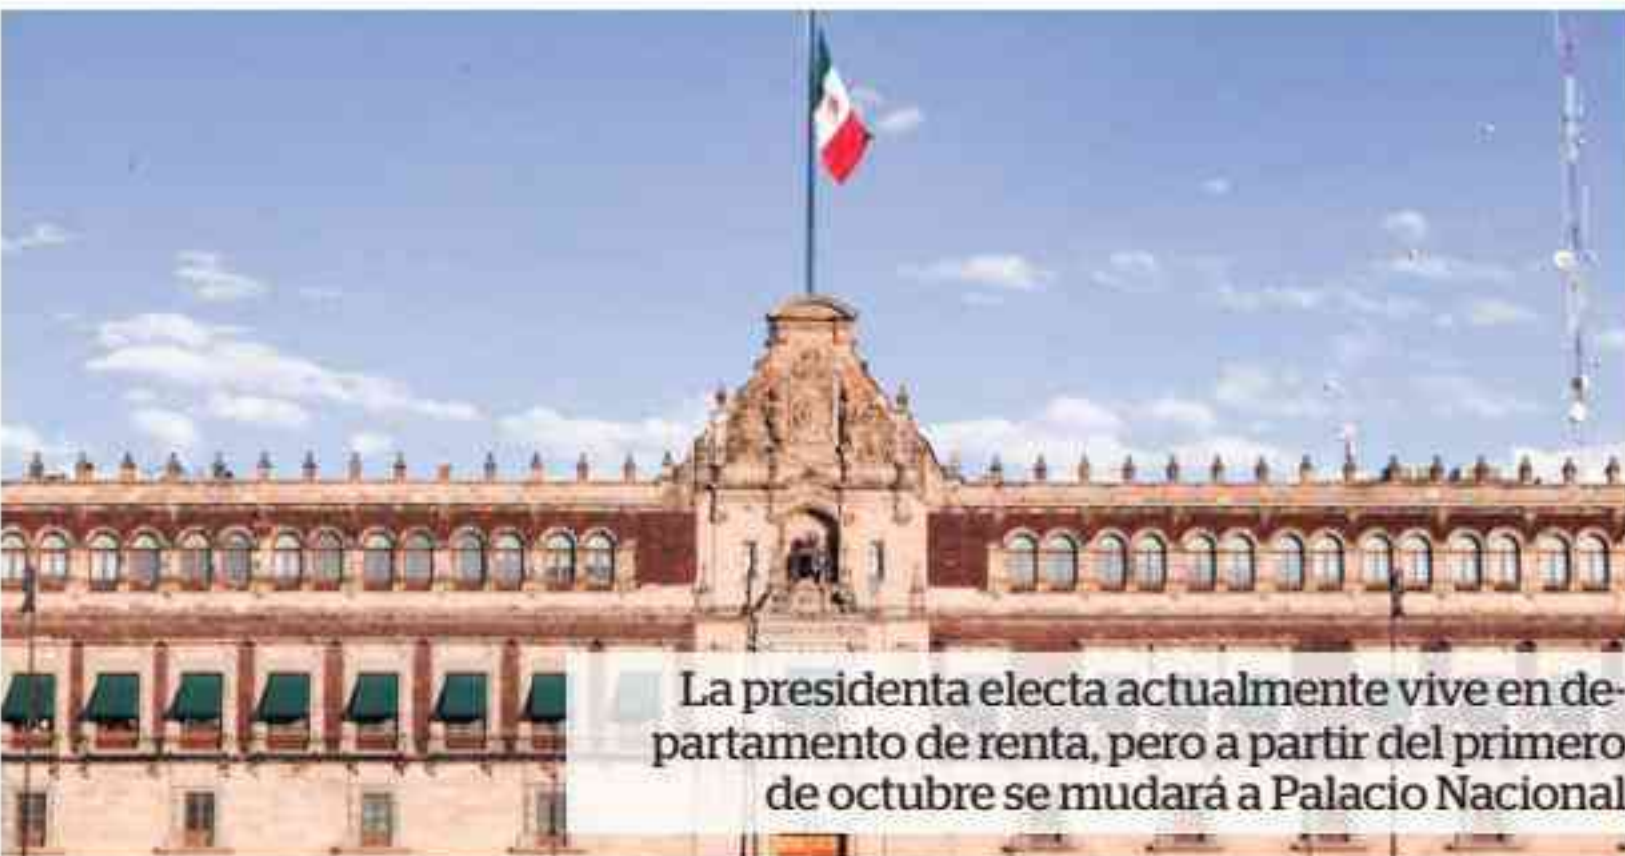 La presidenta electa actualmente vive en de-
partamento de renta, pero a partir del primero
de octubre se mudará a Palacio Nacional